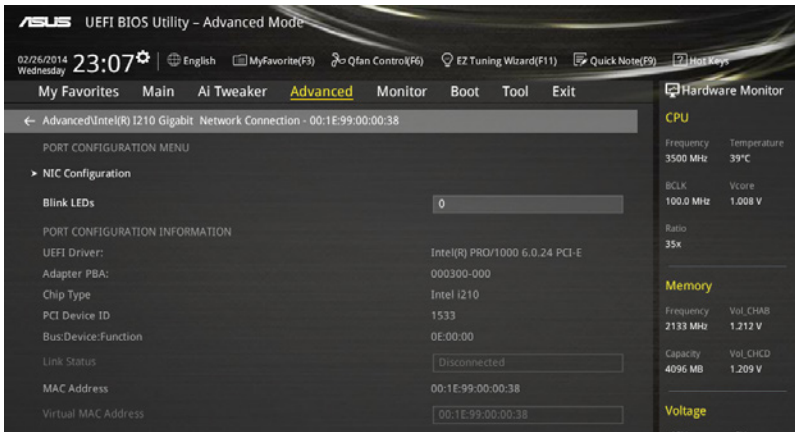 ASUS UEFI BIOS Utility – Advanced Mode
02/26/2014 Wednesday 23:07 English MyFavorite(F3) Qfan Control(F6) EZ Tuning Wizard(F11) Quick Note(F9) ? Hot Keys
My Favorites Main Ai Tweaker Advanced Monitor Boot Tool Exit
Hardware Monitor
← Advanced\Intel(R) I210 Gigabit Network Connection - 00:1E:99:00:00:38
PORT CONFIGURATION MENU
> NIC Configuration
Blink LEDs 0
PORT CONFIGURATION INFORMATION
UEFI Driver: Intel(R) PRO/1000 6.0.24 PCI-E
Adapter PBA: 000300-000
Chip Type Intel i210
PCI Device ID 1533
Bus:Device:Function 0E:00:00
Link Status Disconnected
MAC Address 00:1E:99:00:00:38
Virtual MAC Address 00:1E:99:00:00:38
CPU
Frequency Temperature
3500 MHz 39°C
BCLK Vcore
100.0 MHz 1.008 V
Ratio
35x
Memory
Frequency Vol_CHAB
2133 MHz 1.212 V
Capacity Vol_CHCD
4096 MB 1.209 V
Voltage